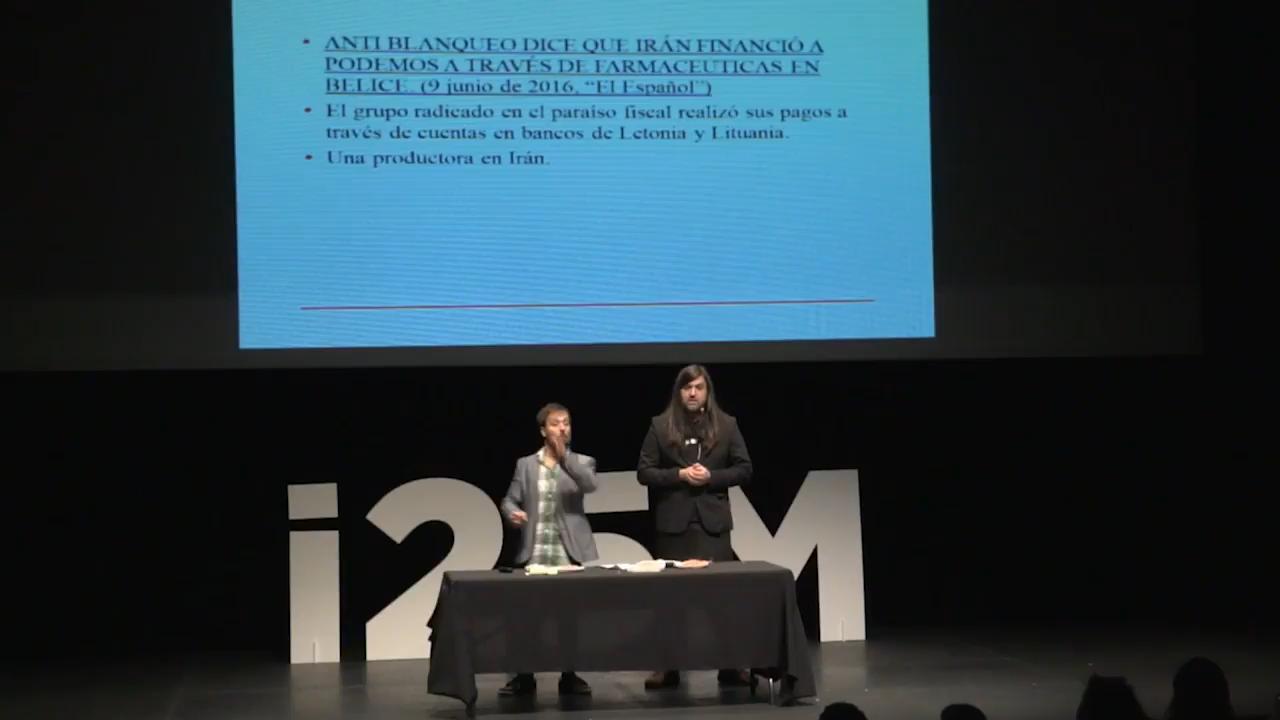 ANTI BLANQUEO DICE QUE IRÁN FINANCIÓ A
PODEMOS A TRAVÉS DE FARMACEUTICAS EN
BELICE. (9 junio de 2016, “El Español”)
El grupo radicado en el paraíso fiscal realizó sus pagos a
través de cuentas en bancos de Letonia y Lituania.
Una productora en Irán.
i25M